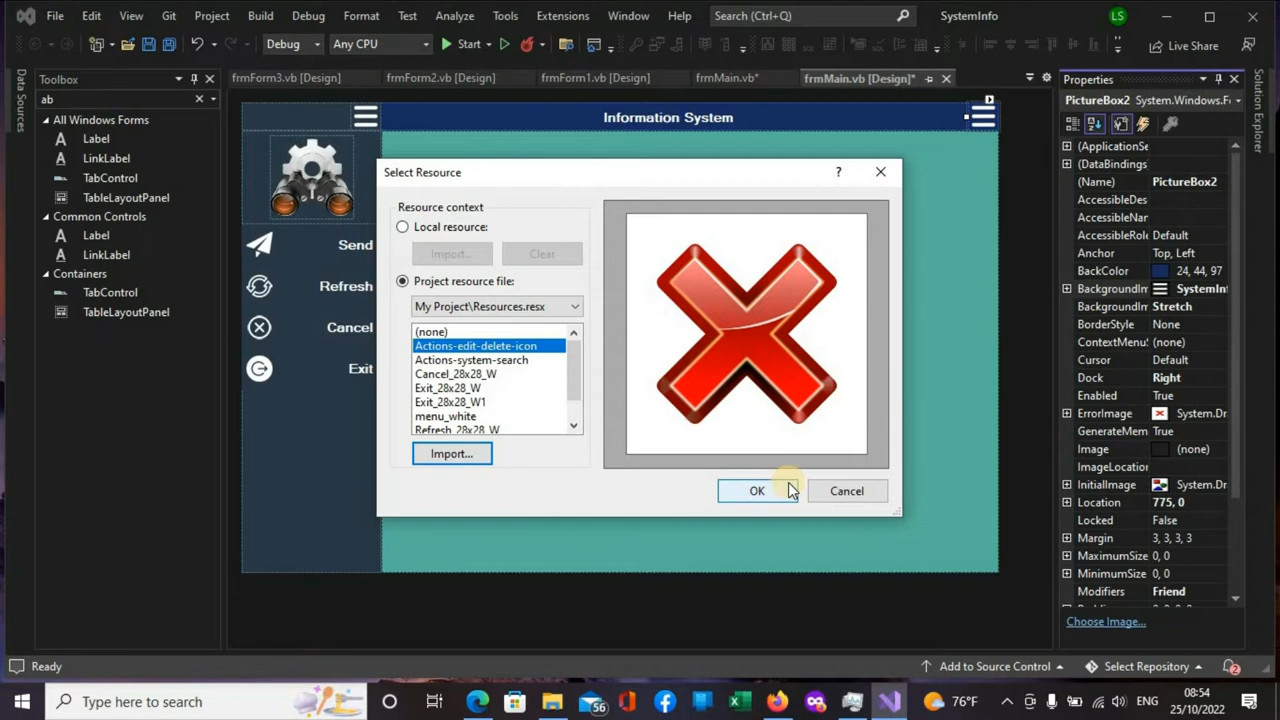 File Edit View Git Project Build Debug Format Test Analyze Tools Extensions Window Help Search (Ctrl+Q) SystemInfo LS
Debug Any CPU Start Live Share
Data Sources
Toolbox
ab
All Windows Forms
Label
LinkLabel
TabControl
TableLayoutPanel
Common Controls
Label
LinkLabel
Containers
TabControl
TableLayoutPanel
frmForm3.vb [Design] frmForm2.vb [Design] frmForm1.vb [Design] frmMain.vb* frmMain.vb [Design]*
Information System
Send
Refresh
Cancel
Exit
Select Resource ?
Resource context
Local resource:
Import... Clear
Project resource file:
My Project\Resources.resx
(none)
Actions-edit-delete-icon
Actions-system-search
Cancel_28x28_W
Exit_28x28_W
Exit_28x28_W1
menu_white
Refresh_28x28_W
Import...
OK Cancel
Properties
PictureBox2 System.Windows.F
(ApplicationSe
(DataBindings
(Name) PictureBox2
AccessibleDes
AccessibleNar
AccessibleRole Default
Anchor Top, Left
BackColor 24, 44, 97
BackgroundIm SystemIn
Background Stretch
BorderStyle None
ContextMenu (none)
Cursor Default
Dock Right
Enabled True
ErrorImage System.Dr
GenerateMem True
Image (none)
ImageLocation
InitialImage System.Dr
Location 775, 0
Locked False
Margin 3, 3, 3, 3
MaximumSize 0, 0
MinimumSize 0, 0
Modifiers Friend
Choose Image...
Solution Explorer
Ready Add to Source Control Select Repository 2
Type here to search 56 76°F ENG 08:54
25/10/2022